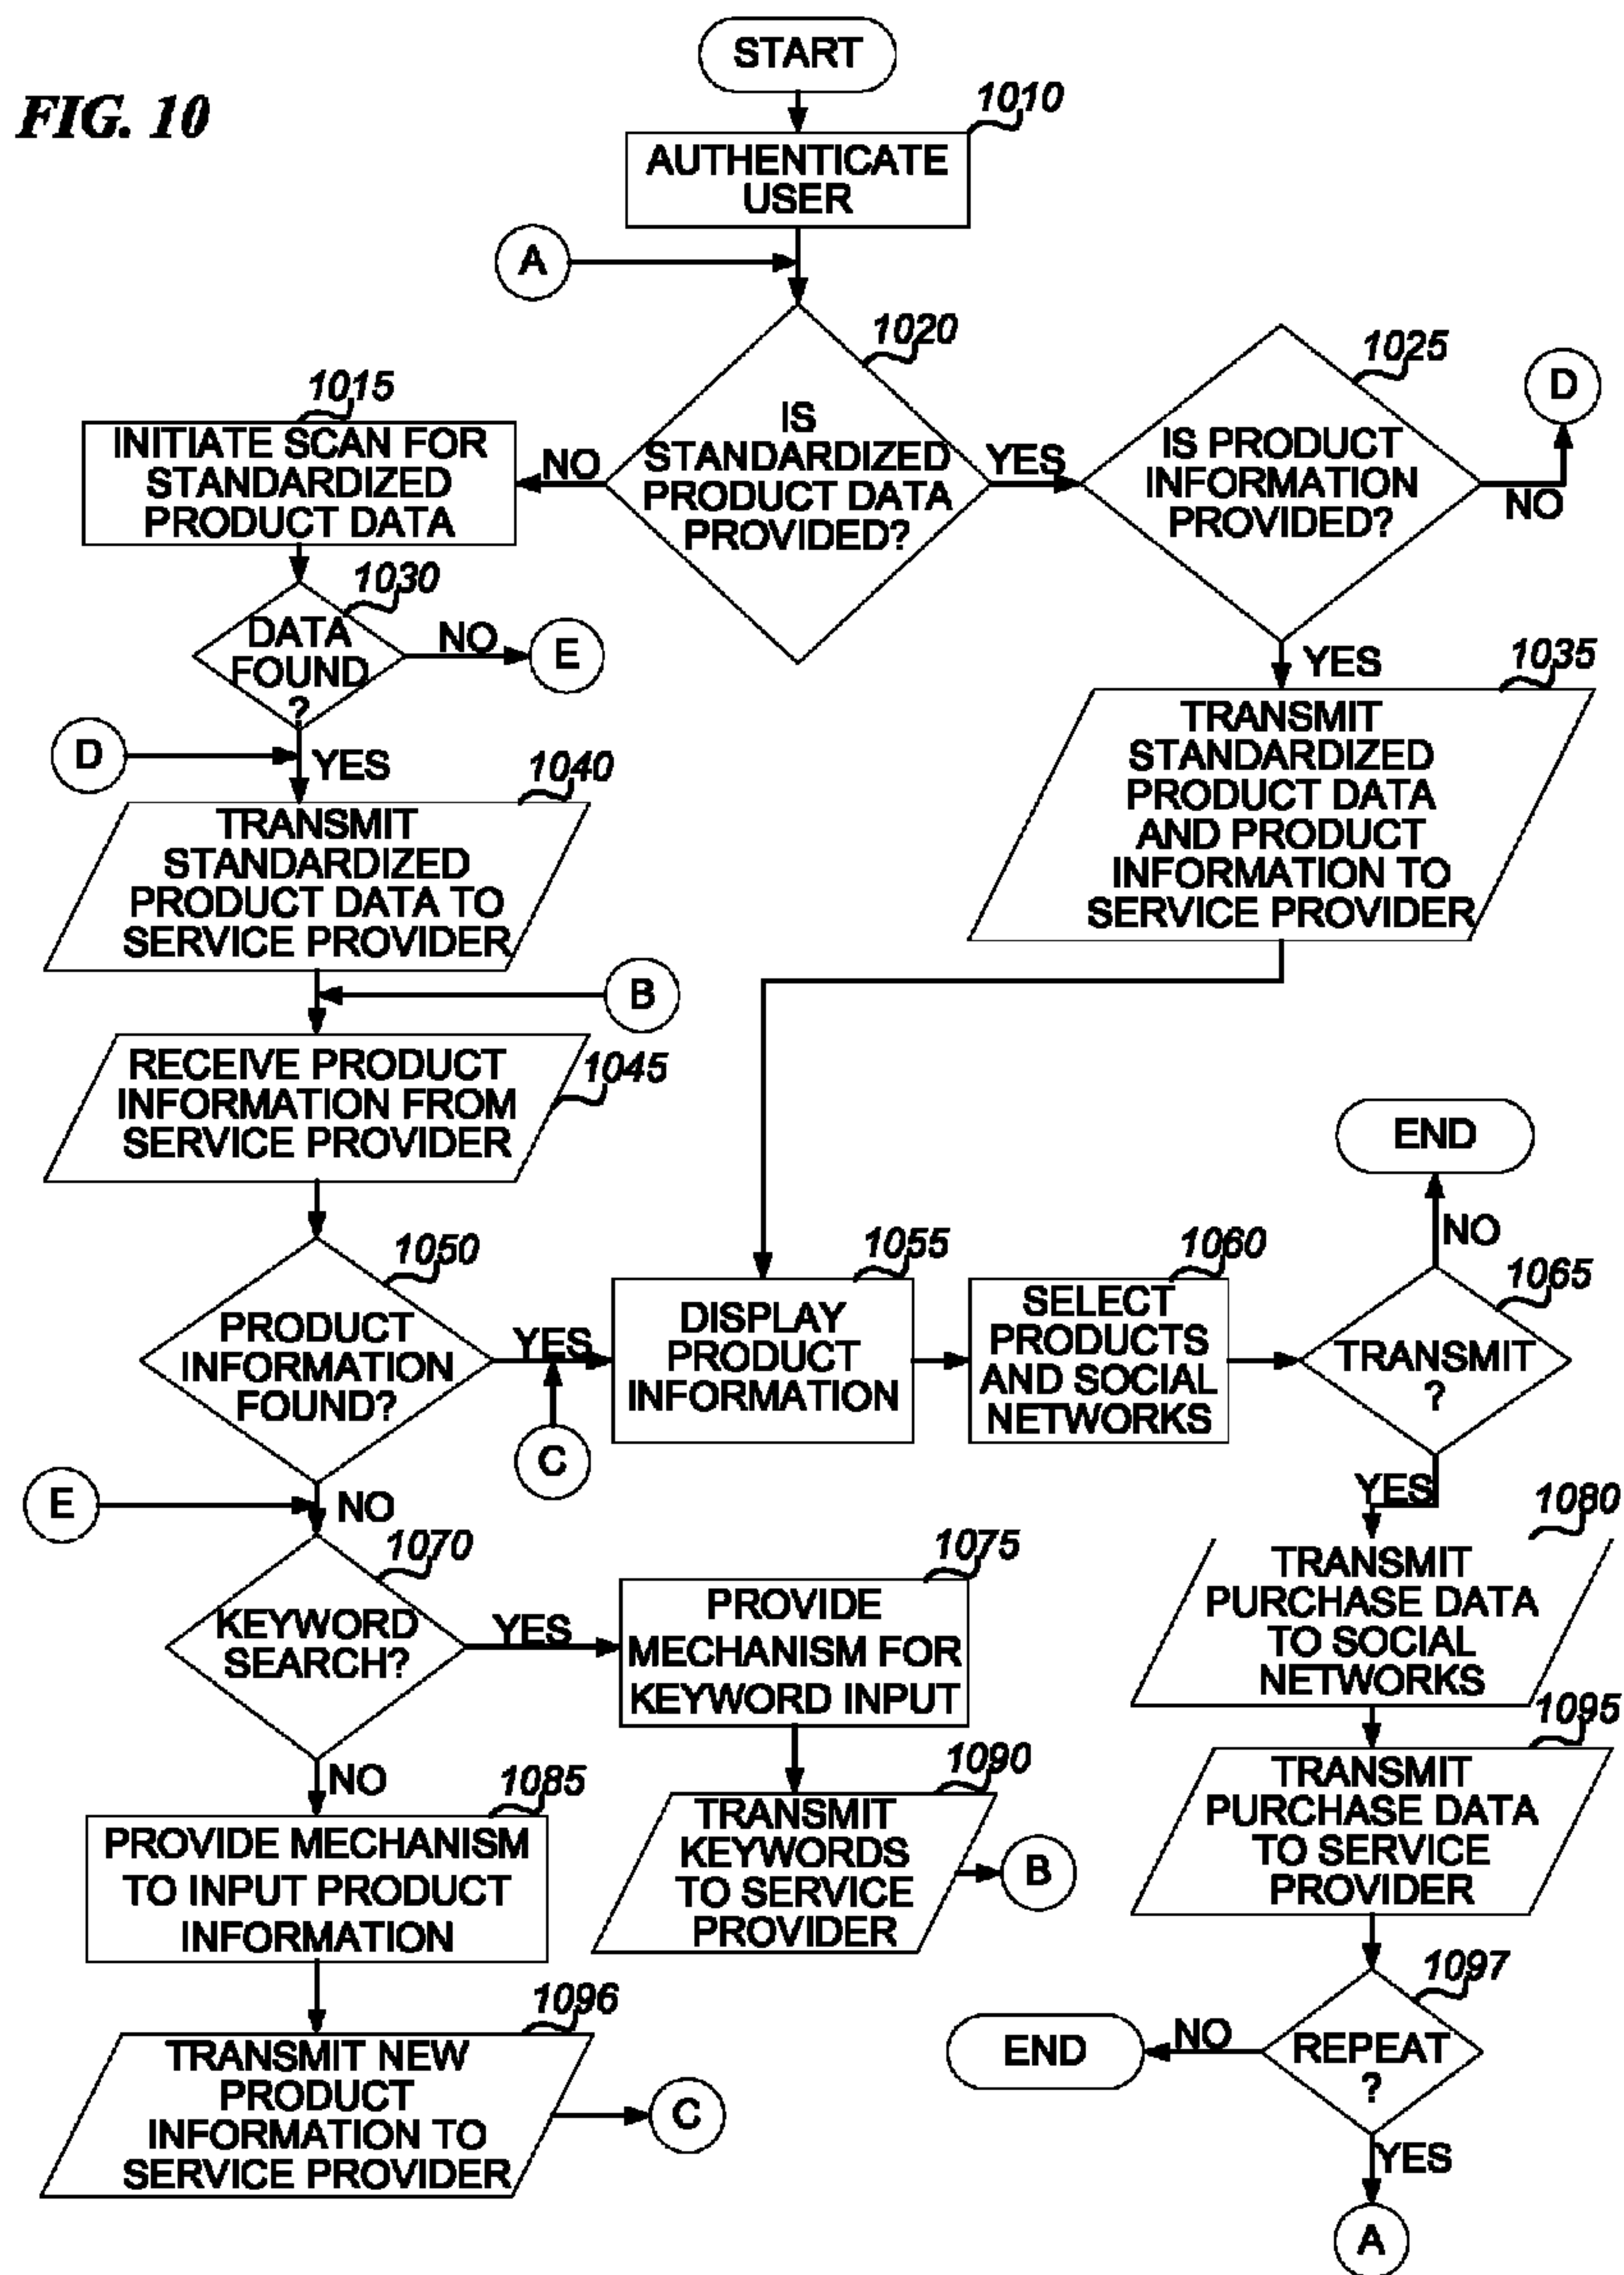 START
FIG. 10
1010
AUTHENTICATE
USER
A
1020
1025
D
1015
IS
STANDARDIZED
PRODUCT DATA
PROVIDED?
IS PRODUCT
INFORMATION
PROVIDED?
INITIATE SCAN FOR
STANDARDIZED
PRODUCT DATA
NO
YES
NO
1030
DATA
FOUND
?
NO
E
YES
1035
D
YES
1040
TRANSMIT
STANDARDIZED
PRODUCT DATA
AND PRODUCT
INFORMATION TO
SERVICE PROVIDER
TRANSMIT
STANDARDIZED
PRODUCT DATA TO
SERVICE PROVIDER
B
RECEIVE PRODUCT
INFORMATION FROM
SERVICE PROVIDER
1045
END
NO
1050
1055
1060
1065
PRODUCT
INFORMATION
FOUND?
YES
C
DISPLAY
PRODUCT
INFORMATION
SELECT
PRODUCTS
AND SOCIAL
NETWORKS
TRANSMIT
?
E
NO
YES
1080
1070
1075
KEYWORD
SEARCH?
YES
PROVIDE
MECHANISM FOR
KEYWORD INPUT
TRANSMIT
PURCHASE DATA
TO SOCIAL
NETWORKS
1095
NO
1085
1090
PROVIDE MECHANISM
TO INPUT PRODUCT
INFORMATION
TRANSMIT
KEYWORDS
TO SERVICE
PROVIDER
B
TRANSMIT
PURCHASE DATA
TO SERVICE
PROVIDER
1096
1097
TRANSMIT NEW
PRODUCT
INFORMATION TO
SERVICE PROVIDER
C
END
NO
REPEAT
?
YES
A